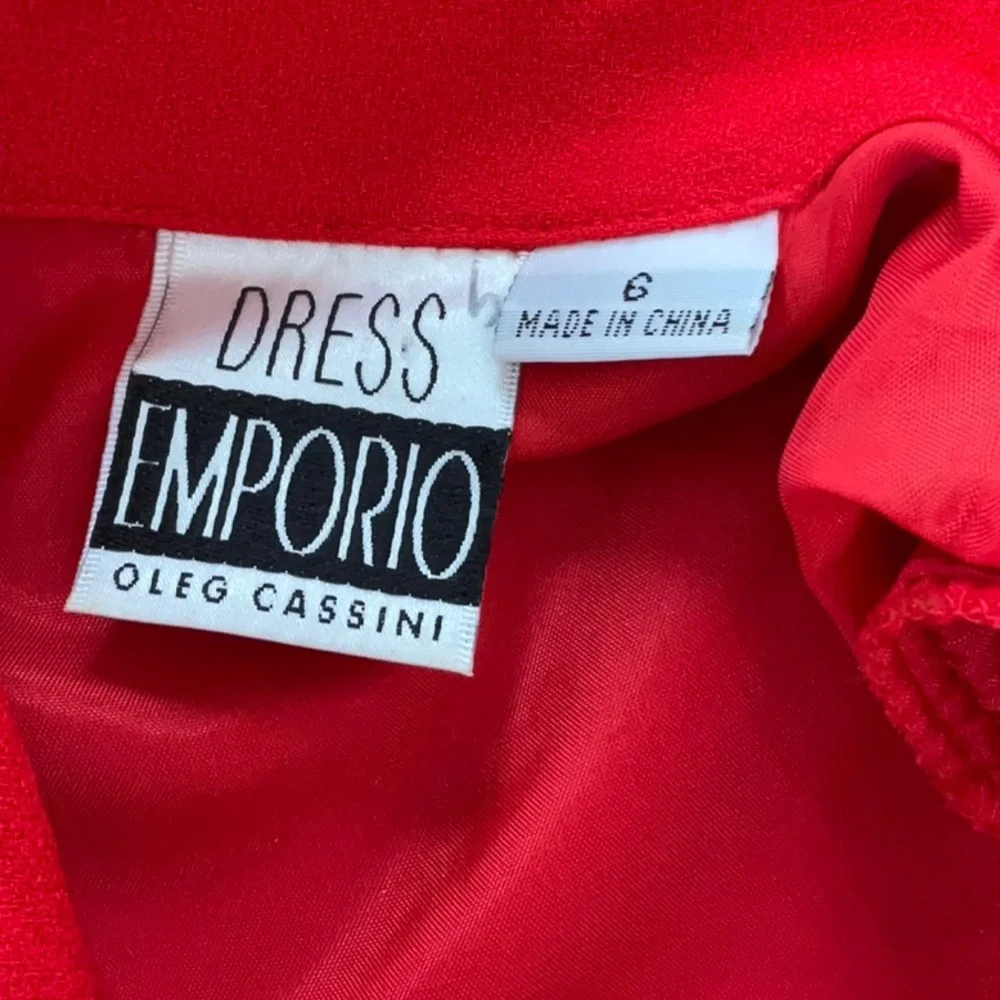 DRESS
EMPORIO
OLEG CASSINI
6
MADE IN CHINA